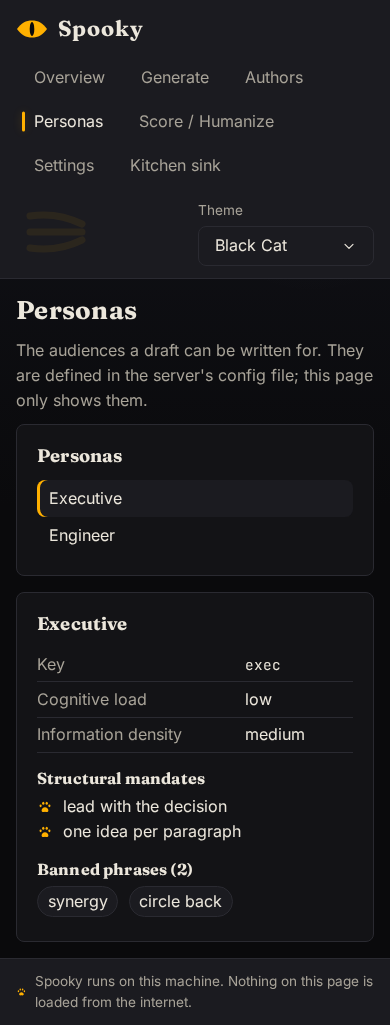 Spooky
Overview Generate Authors
Personas Score / Humanize
Settings Kitchen sink
Theme
Black Cat
Personas
The audiences a draft can be written for. They
are defined in the server's config file; this page
only shows them.
Personas
Executive
Engineer
Executive
Key exec
Cognitive load low
Information density medium
Structural mandates
lead with the decision
one idea per paragraph
Banned phrases (2)
synergy circle back
Spooky runs on this machine. Nothing on this page is
loaded from the internet.